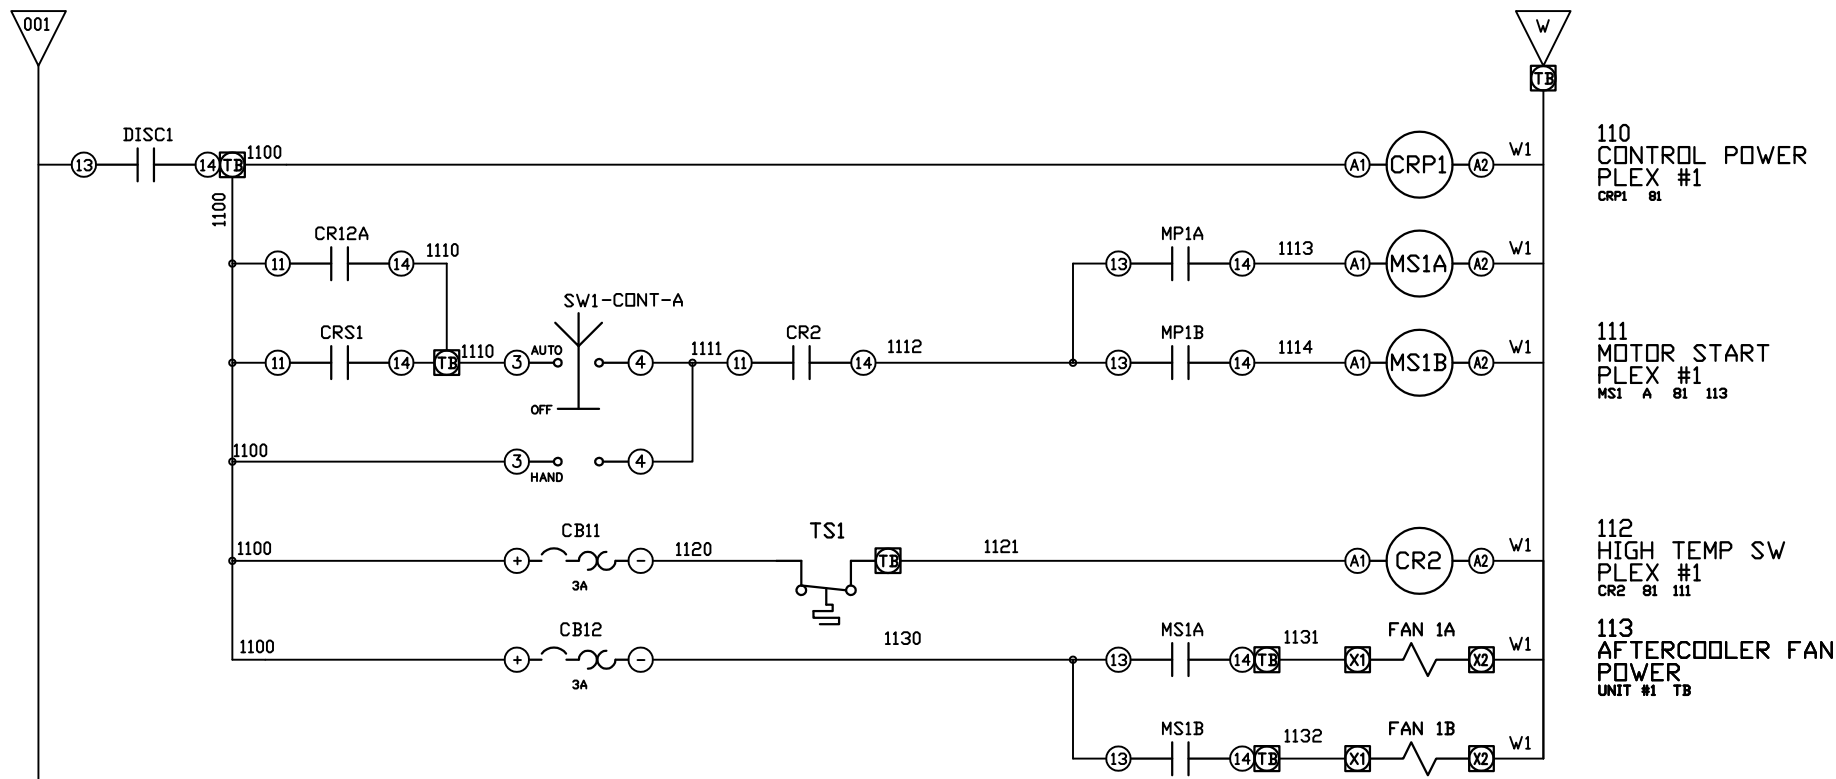 001
W
TB
DISC1
13
14
TB
1100
A1
CRP1
A2
W1
110
CONTROL POWER
PLEX #1
CRP1 81
1100
CR12A
11
14
1110
MP1A
13
14
1113
A1
MS1A
A2
W1
SW1-CONT-A
CRS1
11
14
TB
1110
3
AUTO
4
1111
11
CR2
14
1112
MP1B
13
14
1114
A1
MS1B
A2
W1
111
MOTOR START
PLEX #1
MS1 A 81 113
OFF
1100
3
HAND
4
1100
CB11
+
-
3A
1120
TS1
TB
1121
A1
CR2
A2
W1
112
HIGH TEMP SW
PLEX #1
CR2 81 111
1100
CB12
+
-
3A
1130
MS1A
13
14
TB
1131
X1
FAN 1A
X2
W1
113
AFTERCOOLER FAN
POWER
UNIT #1 TB
MS1B
13
14
TB
1132
X1
FAN 1B
X2
W1